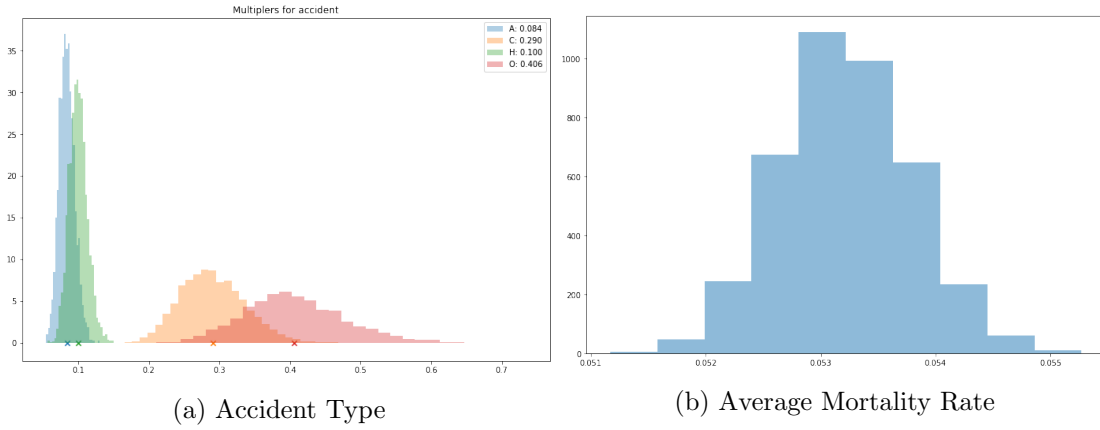 Multiplers for accident
A: 0.084
C: 0.290
H: 0.100
O: 0.406
35
30
25
20
15
10
5
0
0.1 0.2 0.3 0.4 0.5 0.6 0.7
(a) Accident Type
1000
800
600
400
200
0
0.051 0.052 0.053 0.054 0.055
(b) Average Mortality Rate